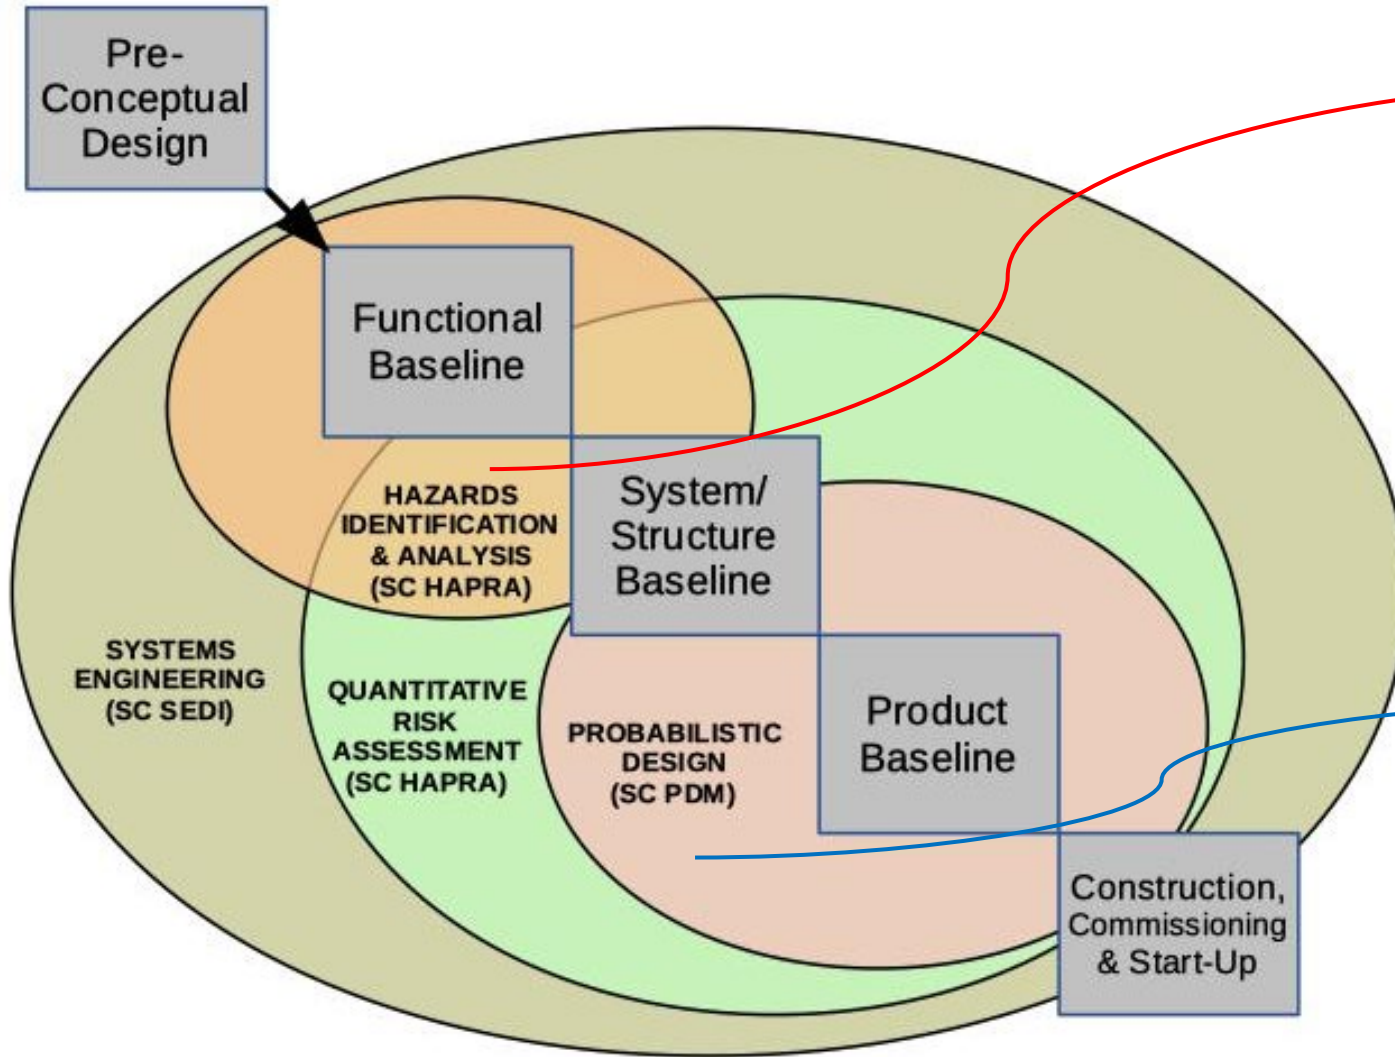 Pre-
Conceptual
Design
Functional
Baseline
HAZARDS
IDENTIFICATION
& ANALYSIS
(SC HAPRA)
System/
Structure
Baseline
SYSTEMS
ENGINEERING
(SC SEDI)
QUANTITATIVE
RISK
ASSESSMENT
(SC HAPRA)
PROBABILISTIC
DESIGN
(SC PDM)
Product
Baseline
Construction,
Commissioning
& Start-Up